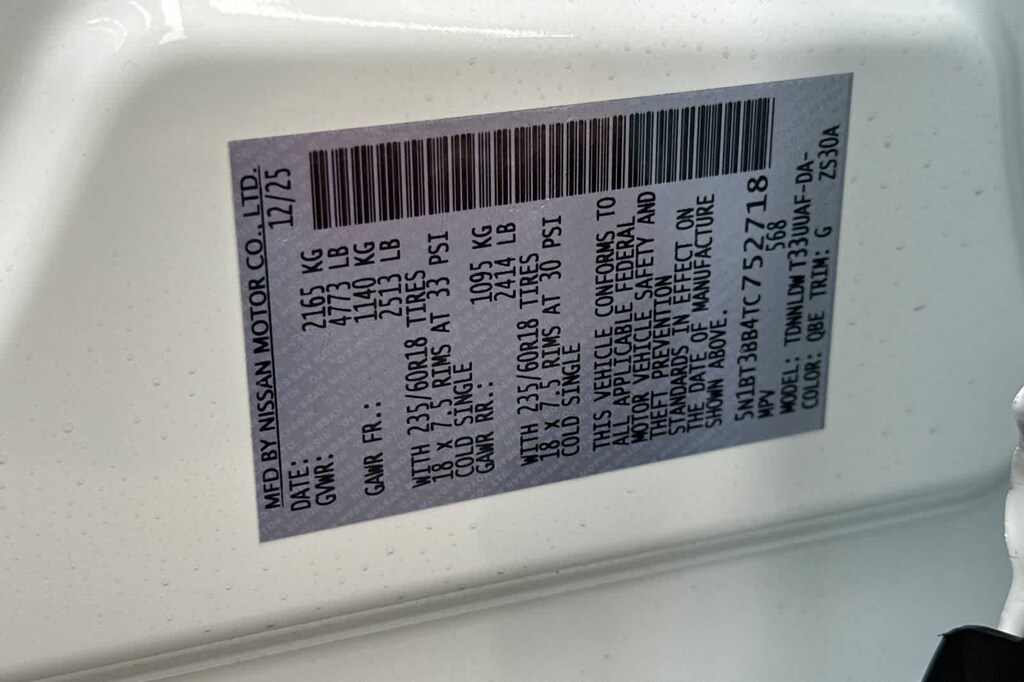 MFD BY NISSAN MOTOR CO., LTD.
DATE: 12/25
GVWR: 2165 KG
4773 LB
GAWR FR.: 1140 KG
2513 LB
WITH 235/60R18 TIRES
18 X 7.5 RIMS AT 33 PSI
COLD SINGLE
GAWR RR.: 1095 KG
2414 LB
WITH 235/60R18 TIRES
18 X 7.5 RIMS AT 30 PSI
COLD SINGLE
THIS VEHICLE CONFORMS TO
ALL APPLICABLE FEDERAL
MOTOR VEHICLE SAFETY AND
THEFT PREVENTION
STANDARDS IN EFFECT ON
THE DATE OF MANUFACTURE
SHOWN ABOVE.
5N1BT3BB4TC752718
MPV 568
MODEL: TDNNLDW T33UUAF-DA-
COLOR: QBE TRIM: G ZS30A